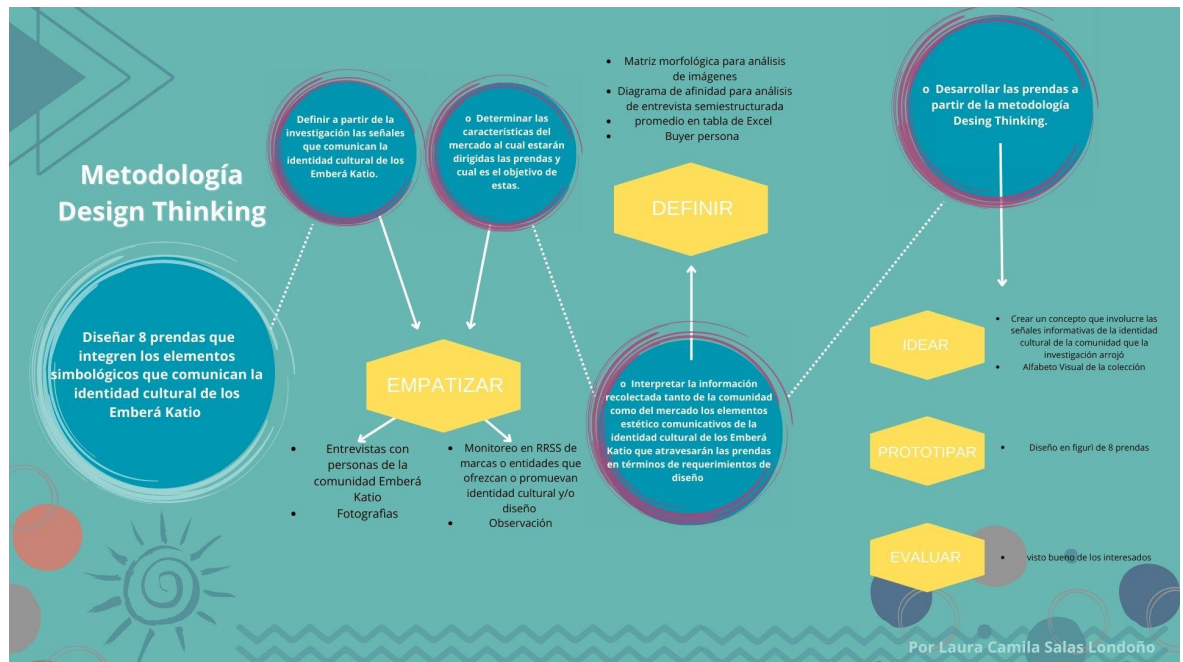 Metodología
Design Thinking
Diseñar 8 prendas que
integren los elementos
simbológicos que comunican la
identidad cultural de los
Emberá Katio
Definir a partir de la
investigación las señales
que comunican la
identidad cultural de los
Emberá Katio.
o Determinar las
características del
mercado al cual estarán
dirigidas las prendas y
cual es el objetivo de
estas.
EMPATIZAR
• Entrevistas con
personas de la
comunidad Emberá
Katio
• Fotografias
• Monitoreo en RRSS de
marcas o entidades que
ofrezcan o promuevan
identidad cultural y/o
diseño
• Observación
• Matriz morfológica para análisis
de imágenes
• Diagrama de afinidad para análisis
de entrevista semiestructurada
• promedio en tabla de Excel
• Buyer persona
DEFINIR
o Interpretar la información
recolectada tanto de la comunidad
como del mercado los elementos
estético comunicativos de la
identidad cultural de los Emberá
Katio que atravesarán las prendas
en términos de requerimientos de
diseño
o Desarrollar las prendas a
partir de la metodología
Desing Thinking.
IDEAR
• Crear un concepto que involucre las
señales informativas de la identidad
cultural de la comunidad que la
investigación arrojó
• Alfabeto Visual de la colección
PROTOTIPAR
• Diseño en figurí de 8 prendas
EVALUAR
• visto bueno de los interesados
Por Laura Camila Salas Londoño